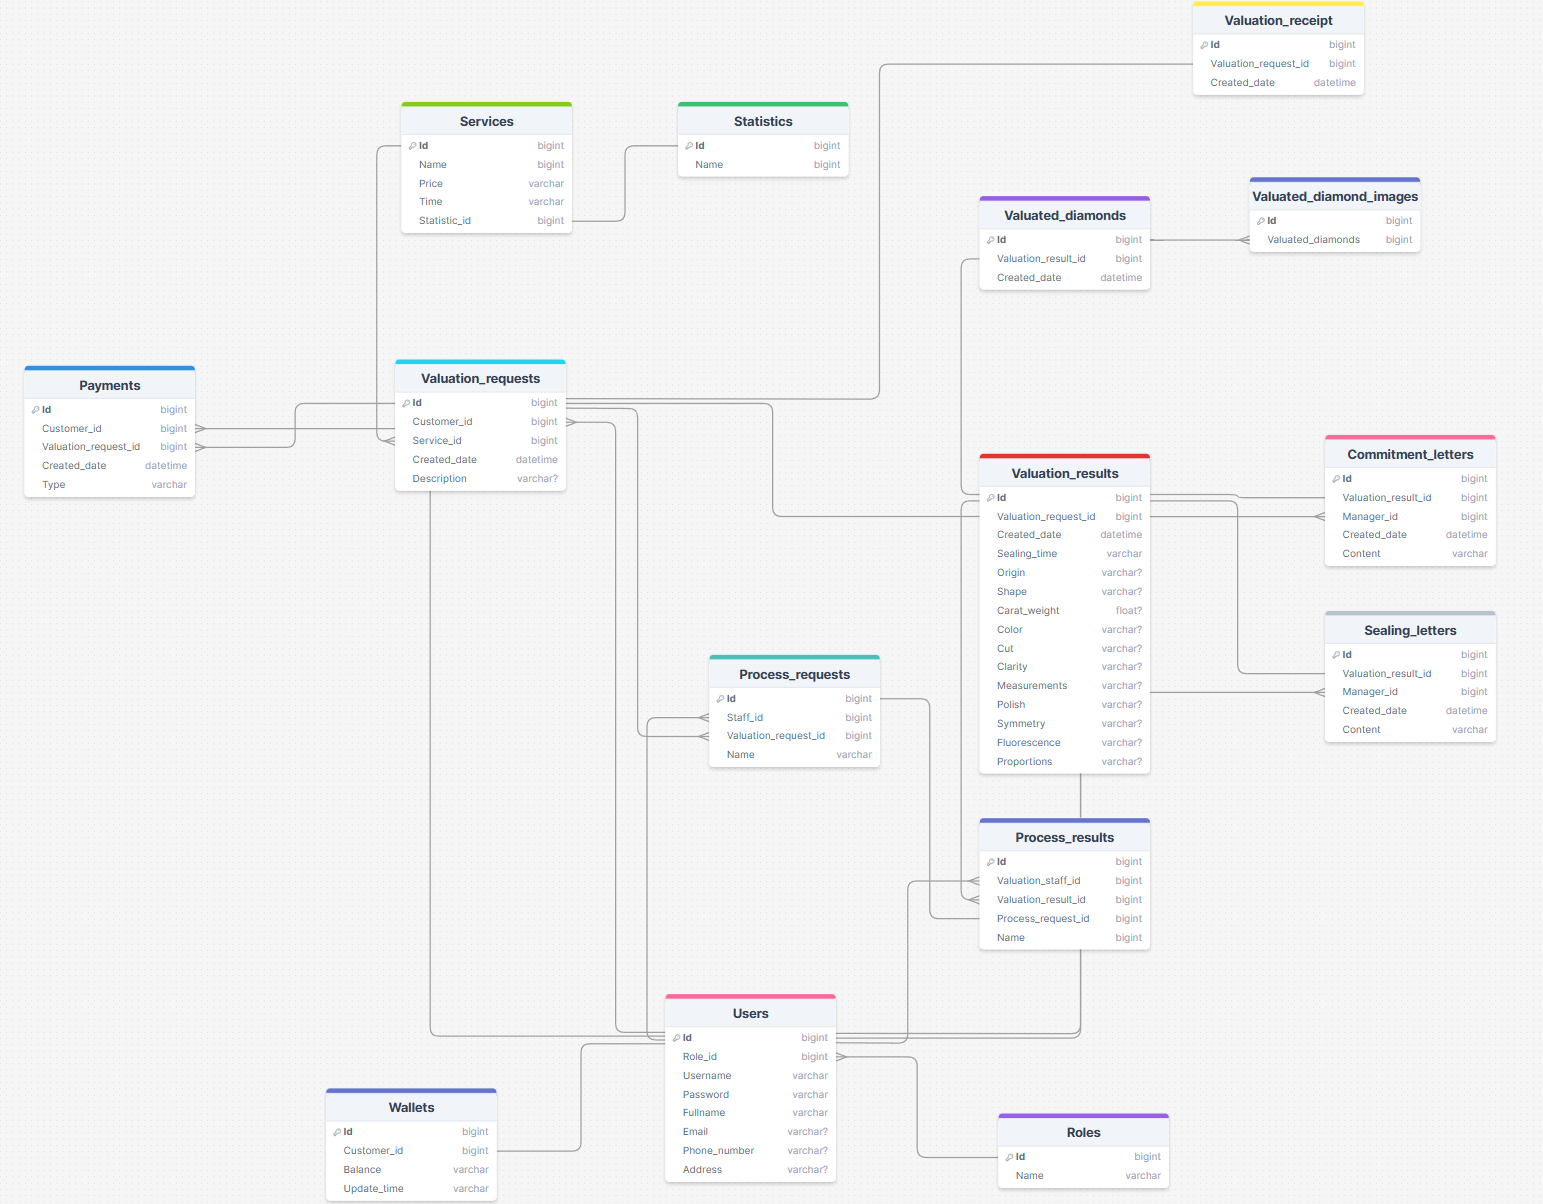 Valuation_receipt
Id bigint
Valuation_request_id bigint
Created_date datetime
Services
Id bigint
Name bigint
Price varchar
Time varchar
Statistic_id bigint
Statistics
Id bigint
Name bigint
Valuated_diamonds
Id bigint
Valuation_result_id bigint
Created_date datetime
Valuated_diamond_images
Id bigint
Valuated_diamonds bigint
Payments
Id bigint
Customer_id bigint
Valuation_request_id bigint
Created_date datetime
Type varchar
Valuation_requests
Id bigint
Customer_id bigint
Service_id bigint
Created_date datetime
Description varchar?
Valuation_results
Id bigint
Valuation_request_id bigint
Created_date datetime
Sealing_time varchar
Origin varchar?
Shape varchar?
Carat_weight float?
Color varchar?
Cut varchar?
Clarity varchar?
Measurements varchar?
Polish varchar?
Symmetry varchar?
Fluorescence varchar?
Proportions varchar?
Commitment_letters
Id bigint
Valuation_result_id bigint
Manager_id bigint
Created_date datetime
Content varchar
Sealing_letters
Id bigint
Valuation_result_id bigint
Manager_id bigint
Created_date datetime
Content varchar
Process_requests
Id bigint
Staff_id bigint
Valuation_request_id bigint
Name varchar
Process_results
Id bigint
Valuation_staff_id bigint
Valuation_result_id bigint
Process_request_id bigint
Name bigint
Users
Id bigint
Role_id bigint
Username varchar
Password varchar
Fullname varchar
Email varchar?
Phone_number varchar?
Address varchar?
Wallets
Id bigint
Customer_id bigint
Balance varchar
Update_time varchar
Roles
Id bigint
Name varchar